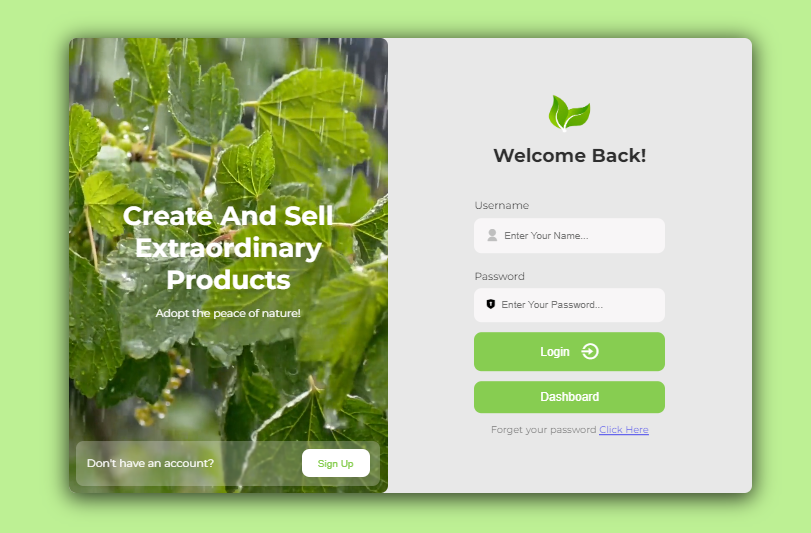 Create And Sell
Extraordinary
Products
Adopt the peace of nature!
Don't have an account?
Sign Up
Welcome Back!
Username
Enter Your Name...
Password
Enter Your Password...
Login
Dashboard
Forget your password Click Here